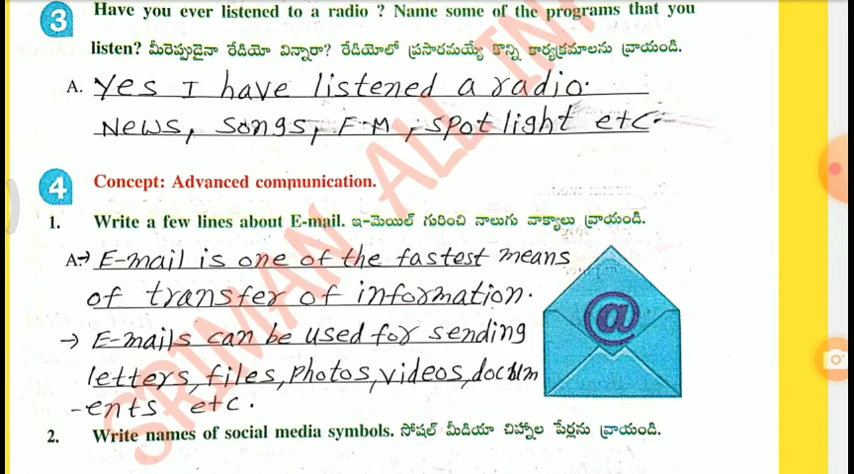 3 Have you ever listened to a radio ? Name some of the programs that you
listen? మీరెప్పుడైనా రేడియో విన్నారా? రేడియోలో ప్రసారమయ్యే కొన్ని కార్యక్రమాలను వ్రాయండి.
A. Yes I have listened a radio.
News, songs, F.M, spot light etc.
4 Concept: Advanced communication.
1. Write a few lines about E-mail. ఇ-మెయిల్ గురించి నాలుగు వాక్యాలు వ్రాయండి.
A. → E-mail is one of the fastest means
of transfer of information.
@
→ E-mails can be used for sending
letters, files, photos, videos, docum
-ents etc.
2. Write names of social media symbols. సోషల్ మీడియా చిహ్నాల పేర్లను వ్రాయండి.
SRIMAN ALL IN